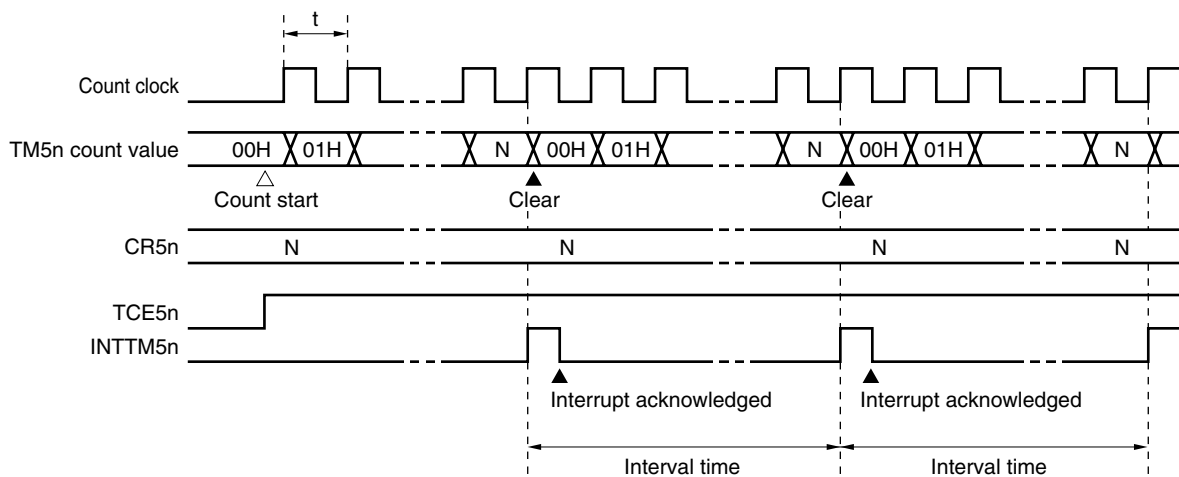 t
Count clock
TM5n count value 00H 01H N 00H 01H N 00H 01H N
Count start Clear Clear
CR5n N N N N
TCE5n
INTTM5n
Interrupt acknowledged Interrupt acknowledged
Interval time Interval time